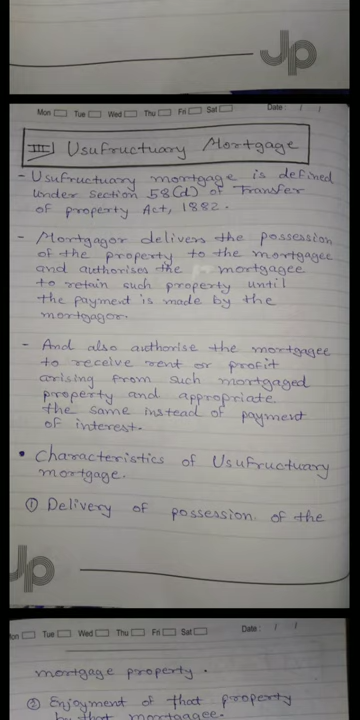 Jp
Mon Tue Wed Thu Fri Sat Date: / /
III] Usufructuary Mortgage
- Usufructuary mortgage is defined
under section 58(d) of Transfer
of property Act, 1882.
- Mortgagor delivers the possession
of the property to the mortgagee
and authorises the mortgagee
to retain such property until
the payment is made by the
mortgagor.
- And also authorise the mortgagee
to receive rent or profit
arising from such mortgaged
property and appropriate
the same instead of payment
of interest.
• Characteristics of Usufructuary
mortgage.
① Delivery of possession of the
Jp
Mon Tue Wed Thu Fri Sat Date: / /
mortgage property.
② Enjoyment of that property
by that mortgagee.